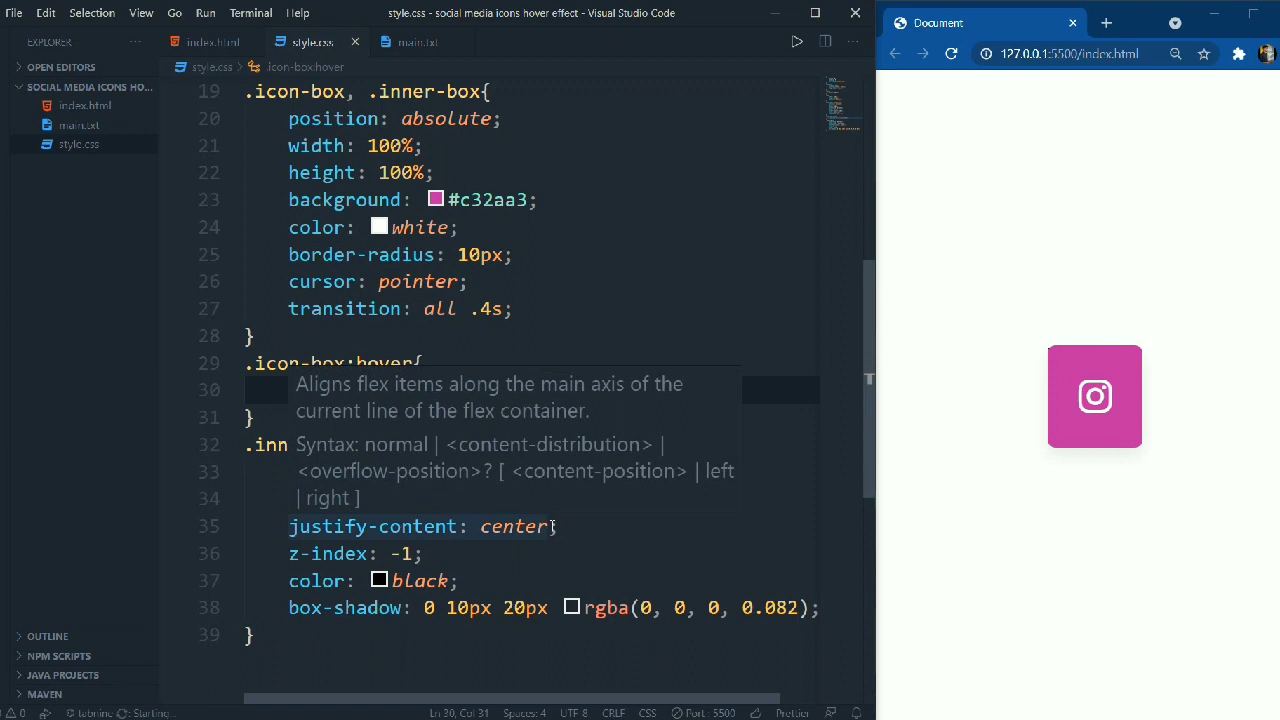 File Edit Selection View Go Run Terminal Help style.css - social media icons hover effect - Visual Studio Code
EXPLORER ... index.html style.css main.txt
style.css > .icon-box:hover
OPEN EDITORS
SOCIAL MEDIA ICONS HO...
index.html
main.txt
style.css
OUTLINE
NPM SCRIPTS
JAVA PROJECTS
MAVEN
19 .icon-box, .inner-box{
20 position: absolute;
21 width: 100%;
22 height: 100%;
23 background: #c32aa3;
24 color: white;
25 border-radius: 10px;
26 cursor: pointer;
27 transition: all .4s;
28 }
29 .icon-box:hover{
30
31 }
32 .inn
33
34
35 justify-content: center;
36 z-index: -1;
37 color: black;
38 box-shadow: 0 10px 20px rgba(0, 0, 0, 0.082);
39 }
Aligns flex items along the main axis of the
current line of the flex container.
Syntax: normal | <content-distribution> |
<overflow-position>? [ <content-position> | left
| right ]
0 tabnine Starting... Ln 30, Col 31 Spaces: 4 UTF-8 CRLF CSS Port : 5500 Prettier
Document
127.0.0.1:5500/index.html